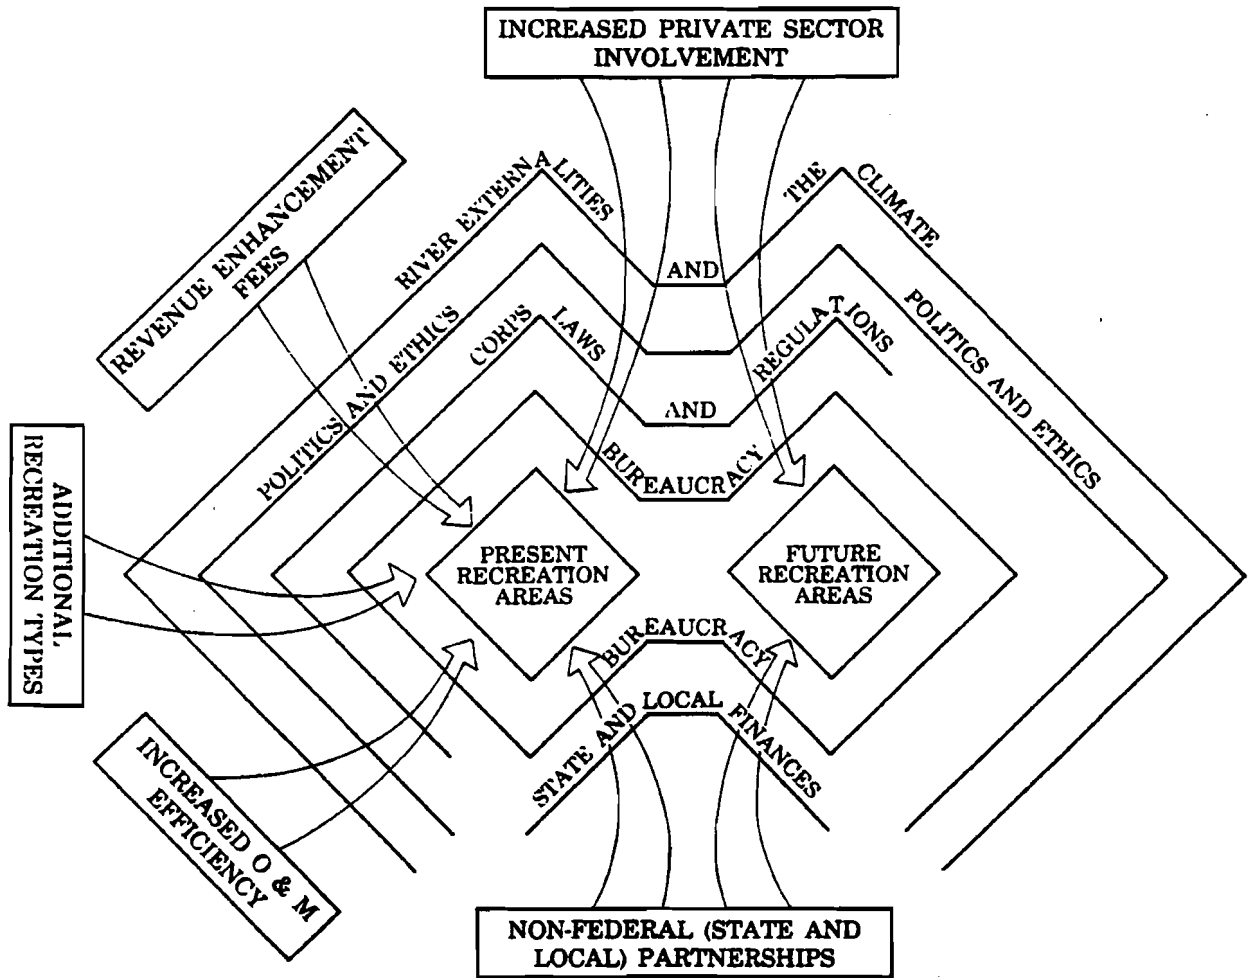 INCREASED PRIVATE SECTOR
INVOLVEMENT
REVENUE ENHANCEMENT
FEES
RIVER EXTERNALITIES
AND
THE CLIMATE
POLITICS AND ETHICS
POLITICS AND ETHICS
CORPS LAWS
AND
REGULATIONS
BUREAUCRACY
ADDITIONAL
RECREATION TYPES
PRESENT
RECREATION
AREAS
FUTURE
RECREATION
AREAS
BUREAUCRACY
STATE AND LOCAL FINANCES
INCREASED O & M
EFFICIENCY
NON-FEDERAL (STATE AND
LOCAL) PARTNERSHIPS